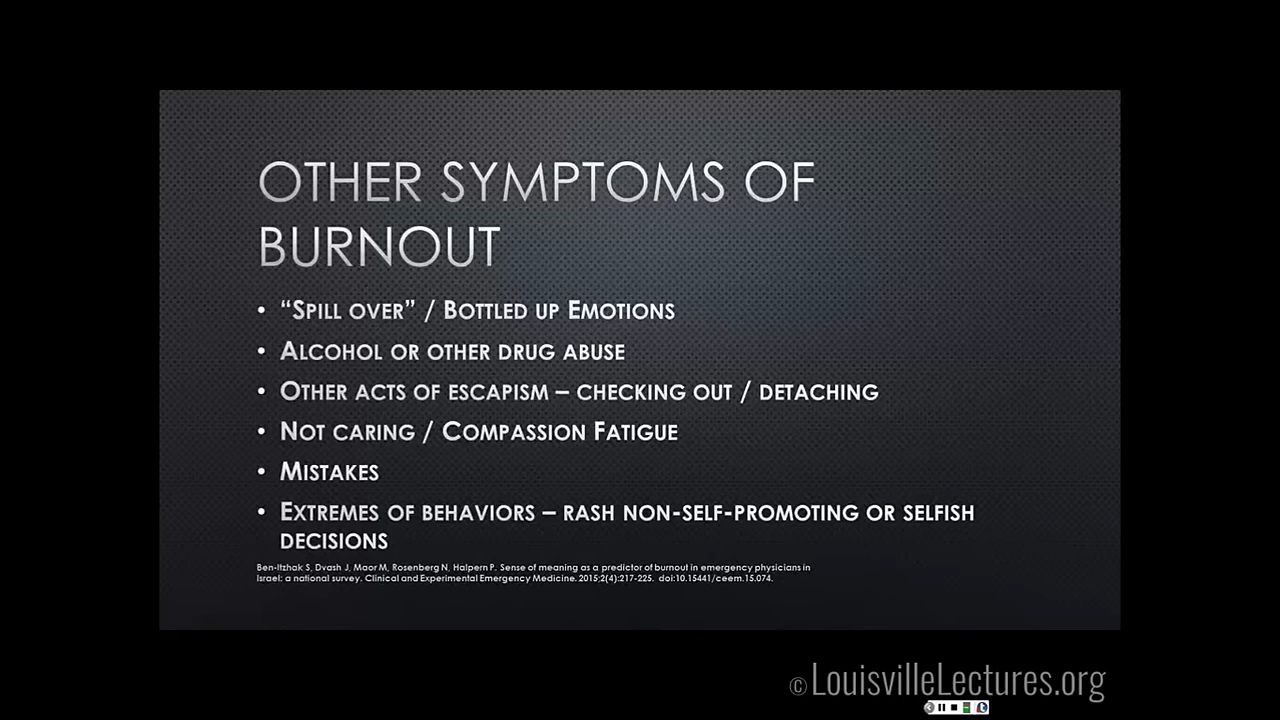 OTHER SYMPTOMS OF
BURNOUT
• “SPILL OVER” / BOTTLED UP EMOTIONS
• ALCOHOL OR OTHER DRUG ABUSE
• OTHER ACTS OF ESCAPISM – CHECKING OUT / DETACHING
• NOT CARING / COMPASSION FATIGUE
• MISTAKES
• EXTREMES OF BEHAVIORS – RASH NON-SELF-PROMOTING OR SELFISH
DECISIONS
Ben-Itzhak S, Dvash J, Maor M, Rosenberg N, Halpern P. Sense of meaning as a predictor of burnout in emergency physicians in
Israel: a national survey. Clinical and Experimental Emergency Medicine. 2015;2(4):217-225. doi:10.15441/ceem.15.074.
© LouisvilleLectures.org